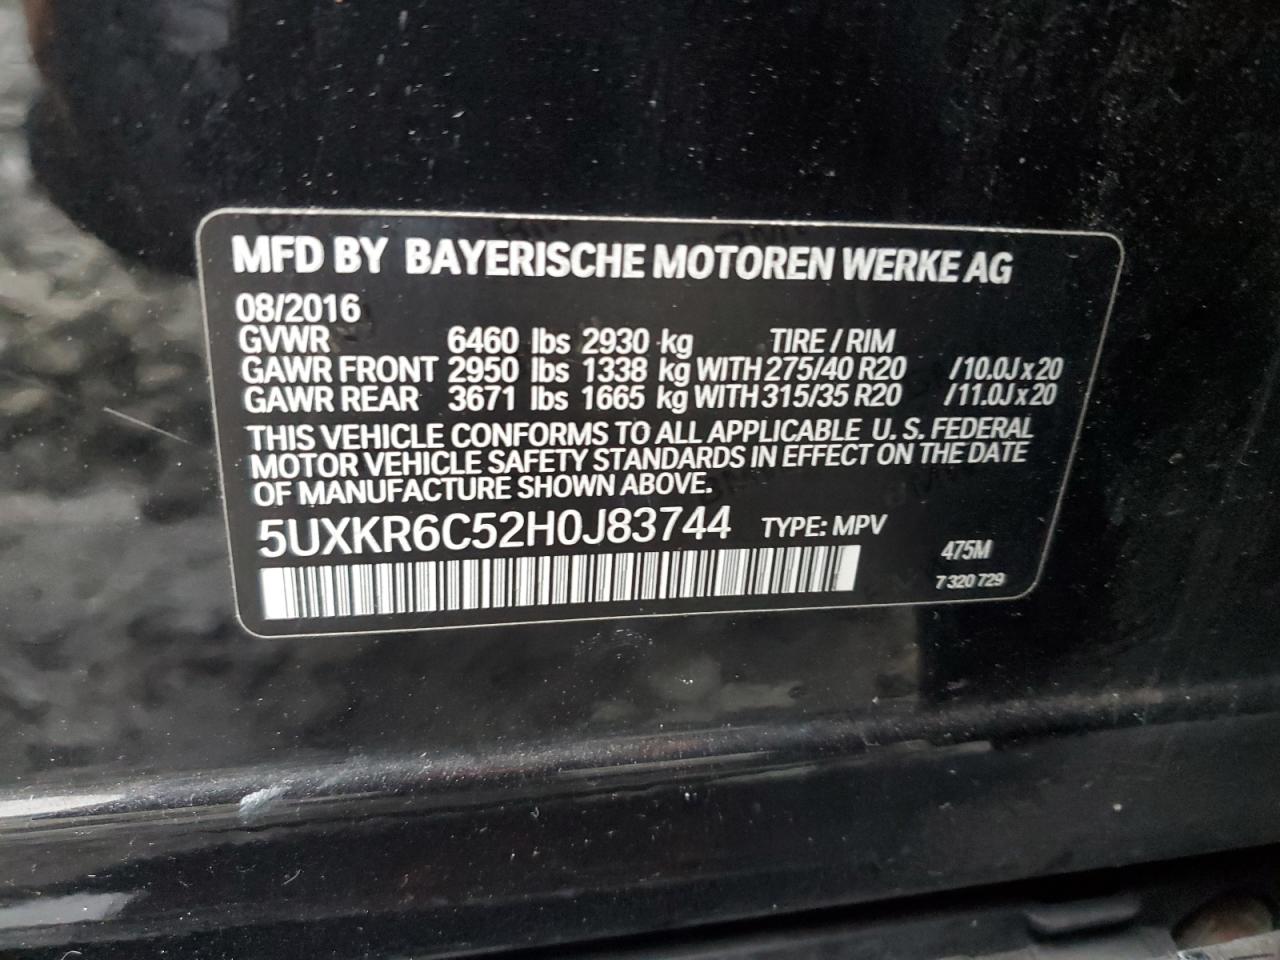 MFD BY BAYERISCHE MOTOREN WERKE AG
08/2016
GVWR 6460 lbs 2930 kg TIRE / RIM
GAWR FRONT 2950 lbs 1338 kg WITH 275/40 R20 /10.0J x 20
GAWR REAR 3671 lbs 1665 kg WITH 315/35 R20 /11.0J x 20
THIS VEHICLE CONFORMS TO ALL APPLICABLE U. S. FEDERAL
MOTOR VEHICLE SAFETY STANDARDS IN EFFECT ON THE DATE
OF MANUFACTURE SHOWN ABOVE.
5UXKR6C52H0J83744 TYPE: MPV
475M
7 320 729